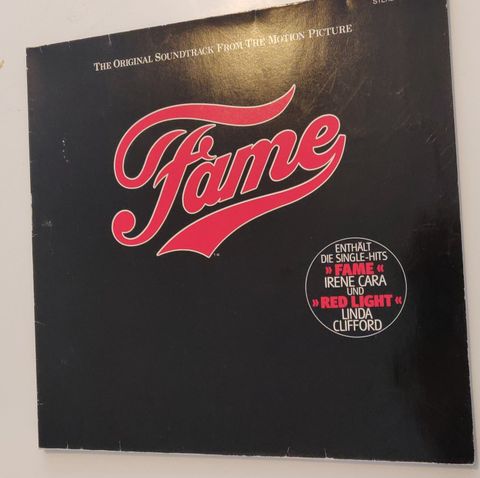 THE ORIGINAL SOUNDTRACK FROM THE MOTION PICTURE
Fame
TM
ENTHÄLT
DIE SINGLE-HITS
»FAME«
IRENE CARA
UND
»RED LIGHT«
LINDA
CLIFFORD